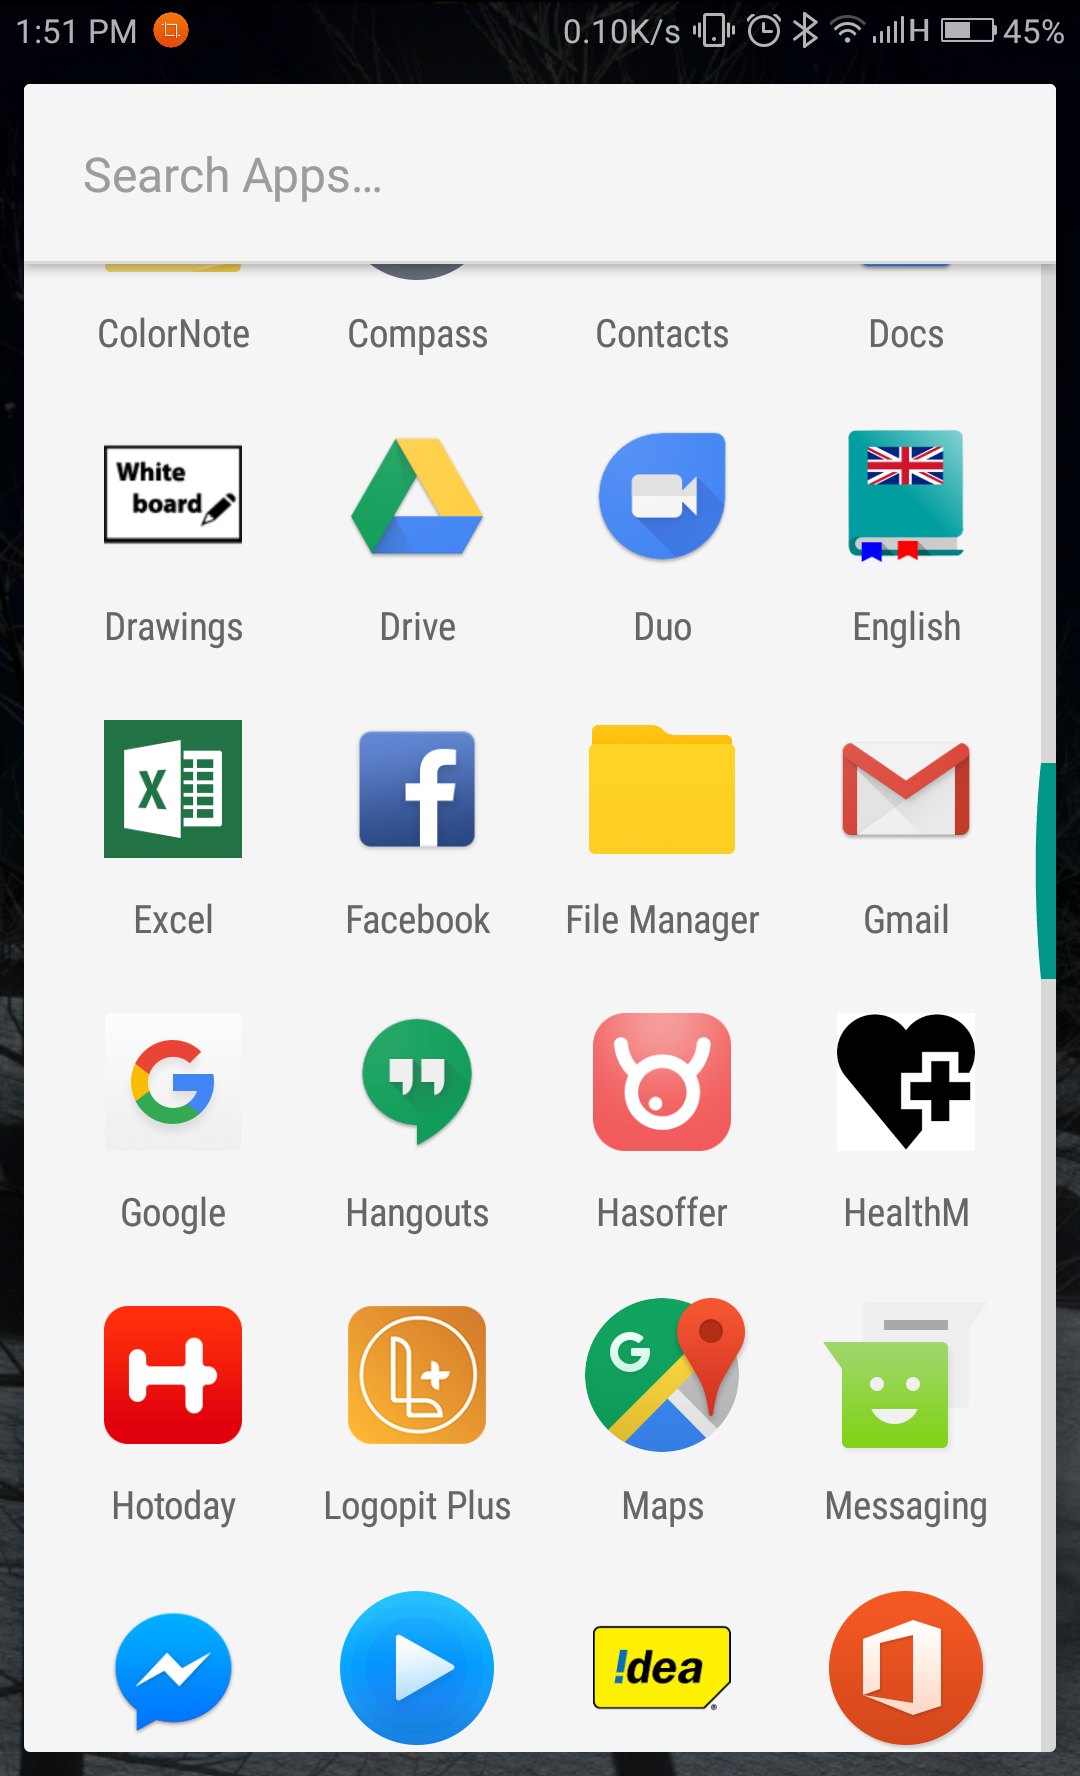 1:51 PM 0.10K/s H 45%
Search Apps...
ColorNote Compass Contacts Docs
White
board
Drawings Drive Duo English
X
f
Excel Facebook File Manager Gmail
G
Google Hangouts Hasoffer HealthM
H L+ G
Hotoday Logopit Plus Maps Messaging
!dea